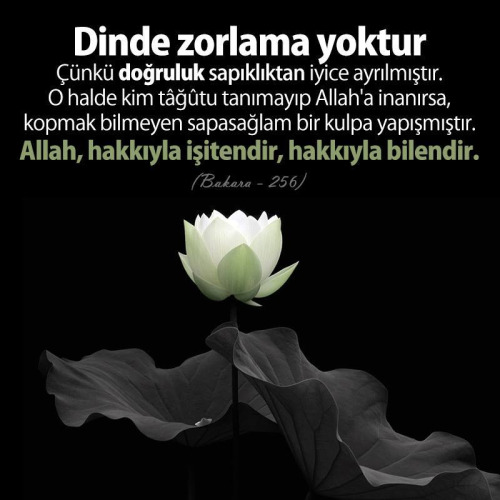 Dinde zorlama yoktur
Çünkü doğruluk sapıklıktan iyice ayrılmıştır.
O halde kim tâğûtu tanımayıp Allah'a inanırsa,
kopmak bilmeyen sapasağlam bir kulpa yapışmıştır.
Allah, hakkıyla işitendir, hakkıyla bilendir.
(Bakara - 256)